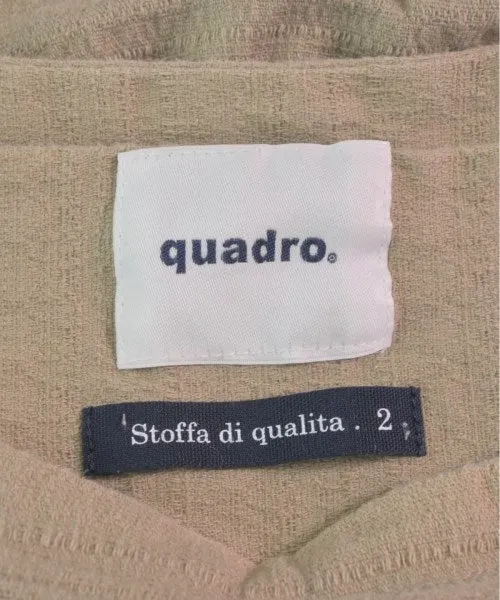 quadro.®
Stoffa di qualita . 2